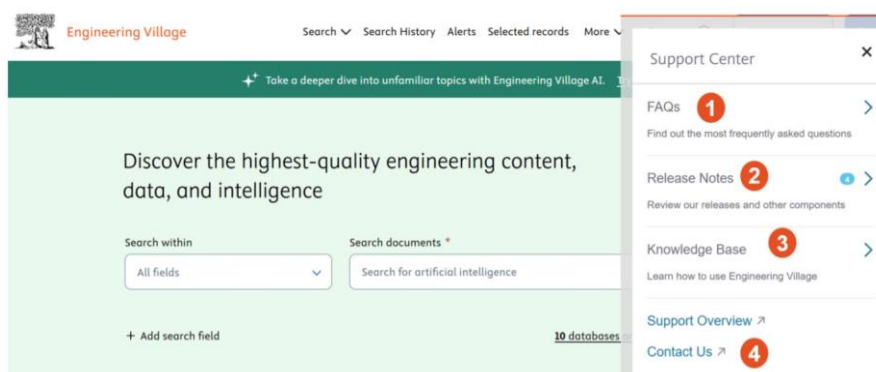 Engineering Village
Search Search History Alerts Selected records More
Take a deeper dive into unfamiliar topics with Engineering Village AI.
Discover the highest-quality engineering content,
data, and intelligence
Search within
Search documents *
All fields
Search for artificial intelligence
+ Add search field
10 databases
Support Center
FAQs 1
Find out the most frequently asked questions
Release Notes 2 4
Review our releases and other components
Knowledge Base 3
Learn how to use Engineering Village
Support Overview
Contact Us 4